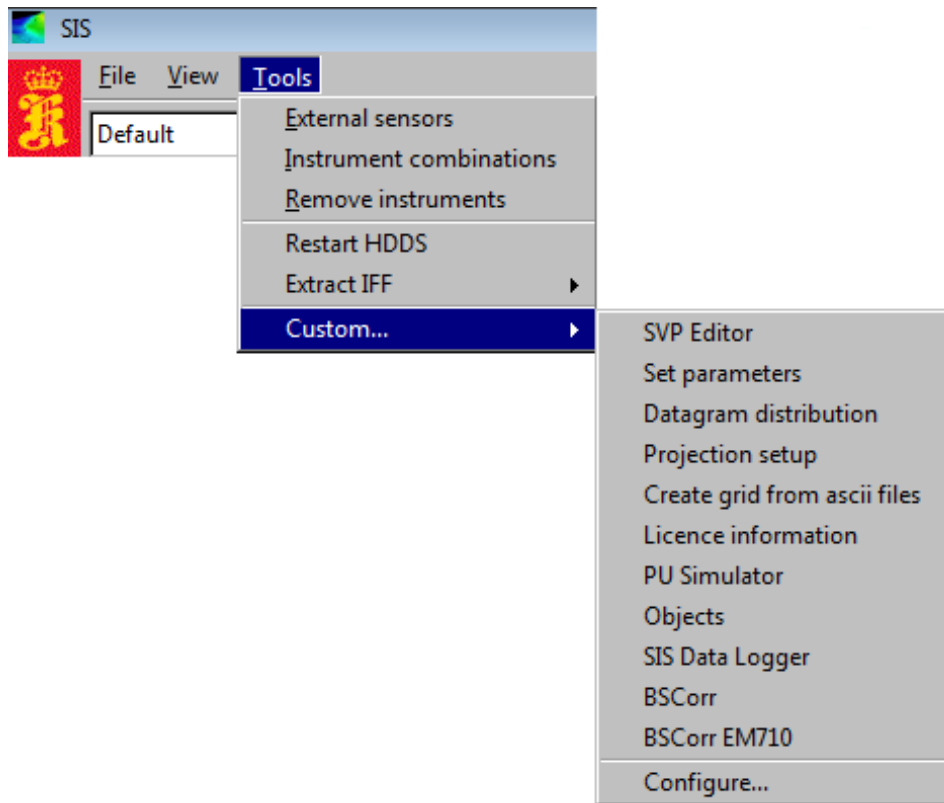 SIS
File View Tools
Default
External sensors
Instrument combinations
Remove instruments
Restart HDDS
Extract IFF
Custom...
SVP Editor
Set parameters
Datagram distribution
Projection setup
Create grid from ascii files
Licence information
PU Simulator
Objects
SIS Data Logger
BSCorr
BSCorr EM710
Configure...